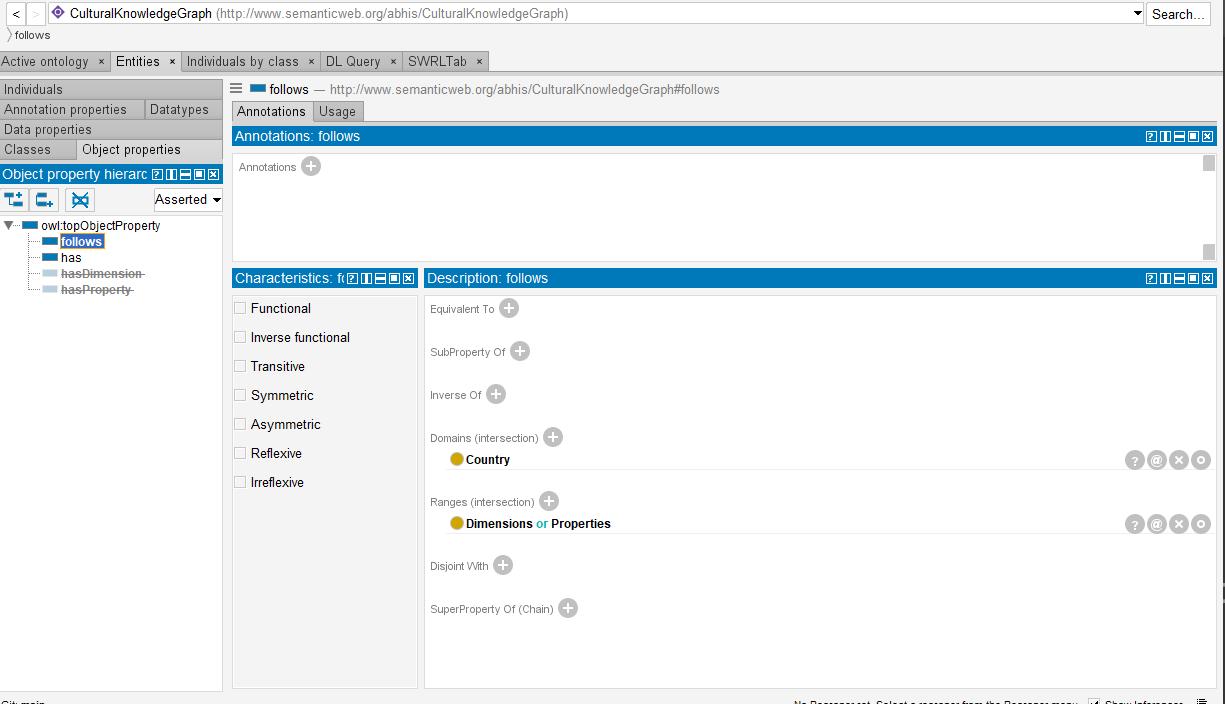 < > CulturalKnowledgeGraph (http://www.semanticweb.org/abhis/CulturalKnowledgeGraph) Search...
follows
Active ontology × Entities × Individuals by class × DL Query × SWRLTab ×
Individuals
Annotation properties Datatypes
Data properties
Classes Object properties
Object property hierarc
Asserted
owl:topObjectProperty
follows
has
hasDimension
hasProperty
follows — http://www.semanticweb.org/abhis/CulturalKnowledgeGraph#follows
Annotations Usage
Annotations: follows
Annotations
Characteristics: fo
Functional
Inverse functional
Transitive
Symmetric
Asymmetric
Reflexive
Irreflexive
Description: follows
Equivalent To
SubProperty Of
Inverse Of
Domains (intersection)
Country
Ranges (intersection)
Dimensions or Properties
Disjoint With
SuperProperty Of (Chain)
Git: main
No Reasoner set. Select a reasoner from the Reasoner menu Show Inferences